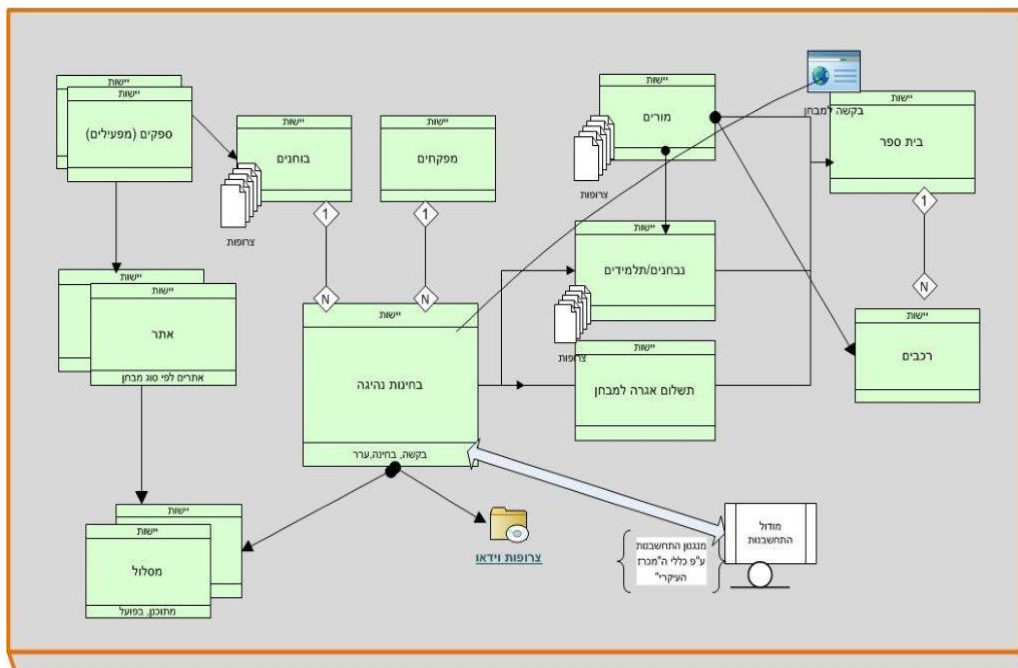 יישות
יישות
ספקים (מפעילים)
יישות
בוחנים
צרופות
יישות
מפקחים
יישות
מורים
צרופות
בקשה למבחן
יישות
בית ספר
1
1
1
N
N
N
יישות
נבחנים/תלמידים
צרופות
יישות
יישות
אתר
אתרים לפי סוג מבחן
יישות
בחינות נהיגה
בקשה, בחינה,ערר
יישות
תשלום אגרה למבחן
יישות
רכבים
יישות
יישות
מסלול
מתוכנן, בפועל
צרופות וידאו
מנגנון התחשבנות
ע"פ כללי ה"מכרז
העיקרי"
מודול
התחשבנות